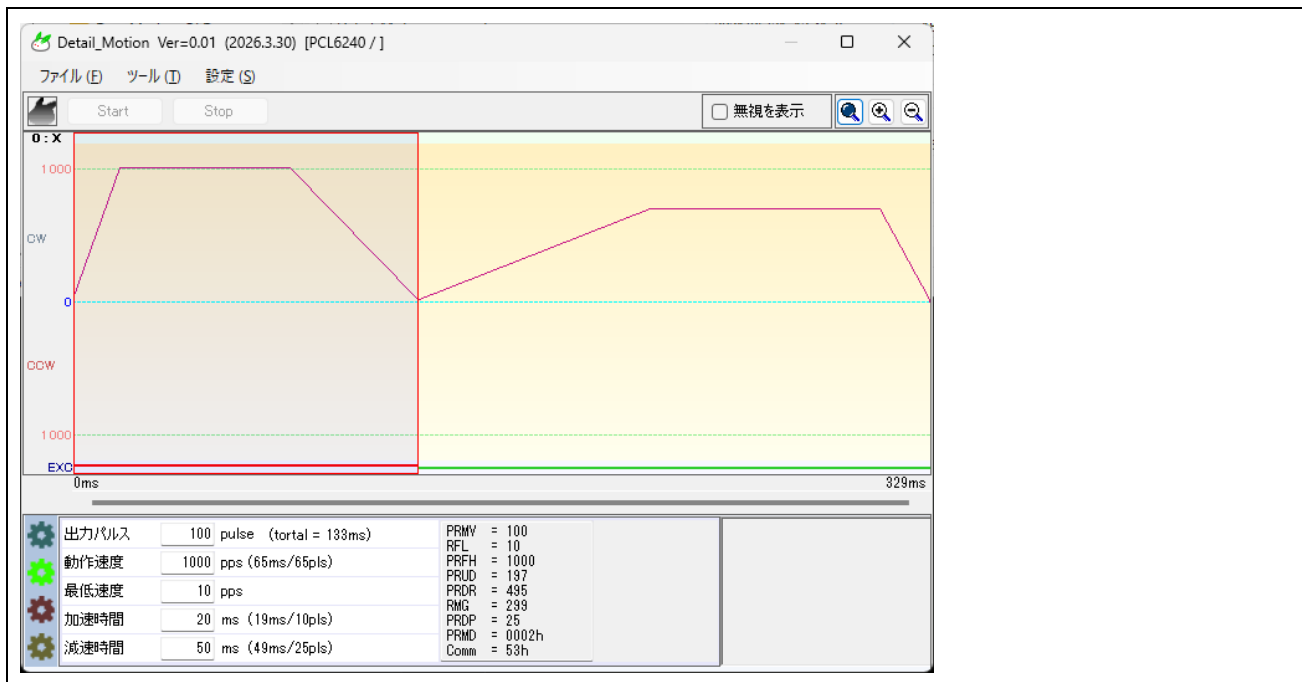 Detail_Motion Ver=0.01 (2026.3.30) [PCL6240 / ]
ファイル (F) ツール (T) 設定 (S)
Start Stop 無視を表示
0 : X
1000
CW
0
CCW
1000
EXC
0ms 329ms
出力パルス 100 pulse (tortal = 133ms)
動作速度 1000 pps (65ms/65pls)
最低速度 10 pps
加速時間 20 ms (19ms/10pls)
減速時間 50 ms (49ms/25pls)
PRMV = 100
RFL = 10
PRFH = 1000
PRUD = 197
PRDR = 495
RMG = 299
PRDP = 25
PRMD = 0002h
Comm = 53h